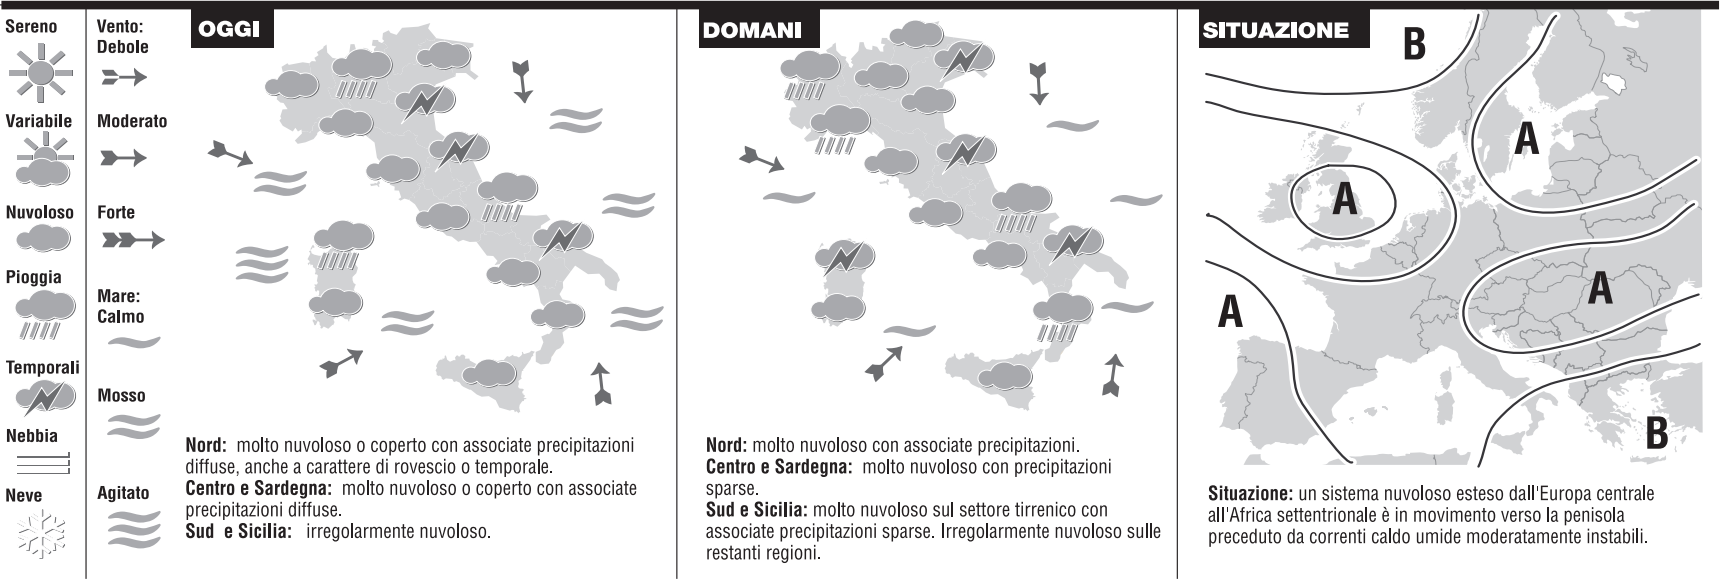 Sereno
Variabile
Nuvoloso
Pioggia
Temporali
Nebbia
Neve
Vento:
Debole
Moderato
Forte
Mare:
Calmo
Mosso
Agitato
OGGI
Nord: molto nuvoloso o coperto con associate precipitazioni
diffuse, anche a carattere di rovescio o temporale.
Centro e Sardegna: molto nuvoloso o coperto con associate
precipitazioni diffuse.
Sud e Sicilia: irregolarmente nuvoloso.
DOMANI
Nord: molto nuvoloso con associate precipitazioni.
Centro e Sardegna: molto nuvoloso con precipitazioni
sparse.
Sud e Sicilia: molto nuvoloso sul settore tirrenico con
associate precipitazioni sparse. Irregolarmente nuvoloso sulle
restanti regioni.
SITUAZIONE
B
A
A
A
A
B
Situazione: un sistema nuvoloso esteso dall'Europa centrale
all'Africa settentrionale è in movimento verso la penisola
preceduto da correnti caldo umide moderatamente instabili.